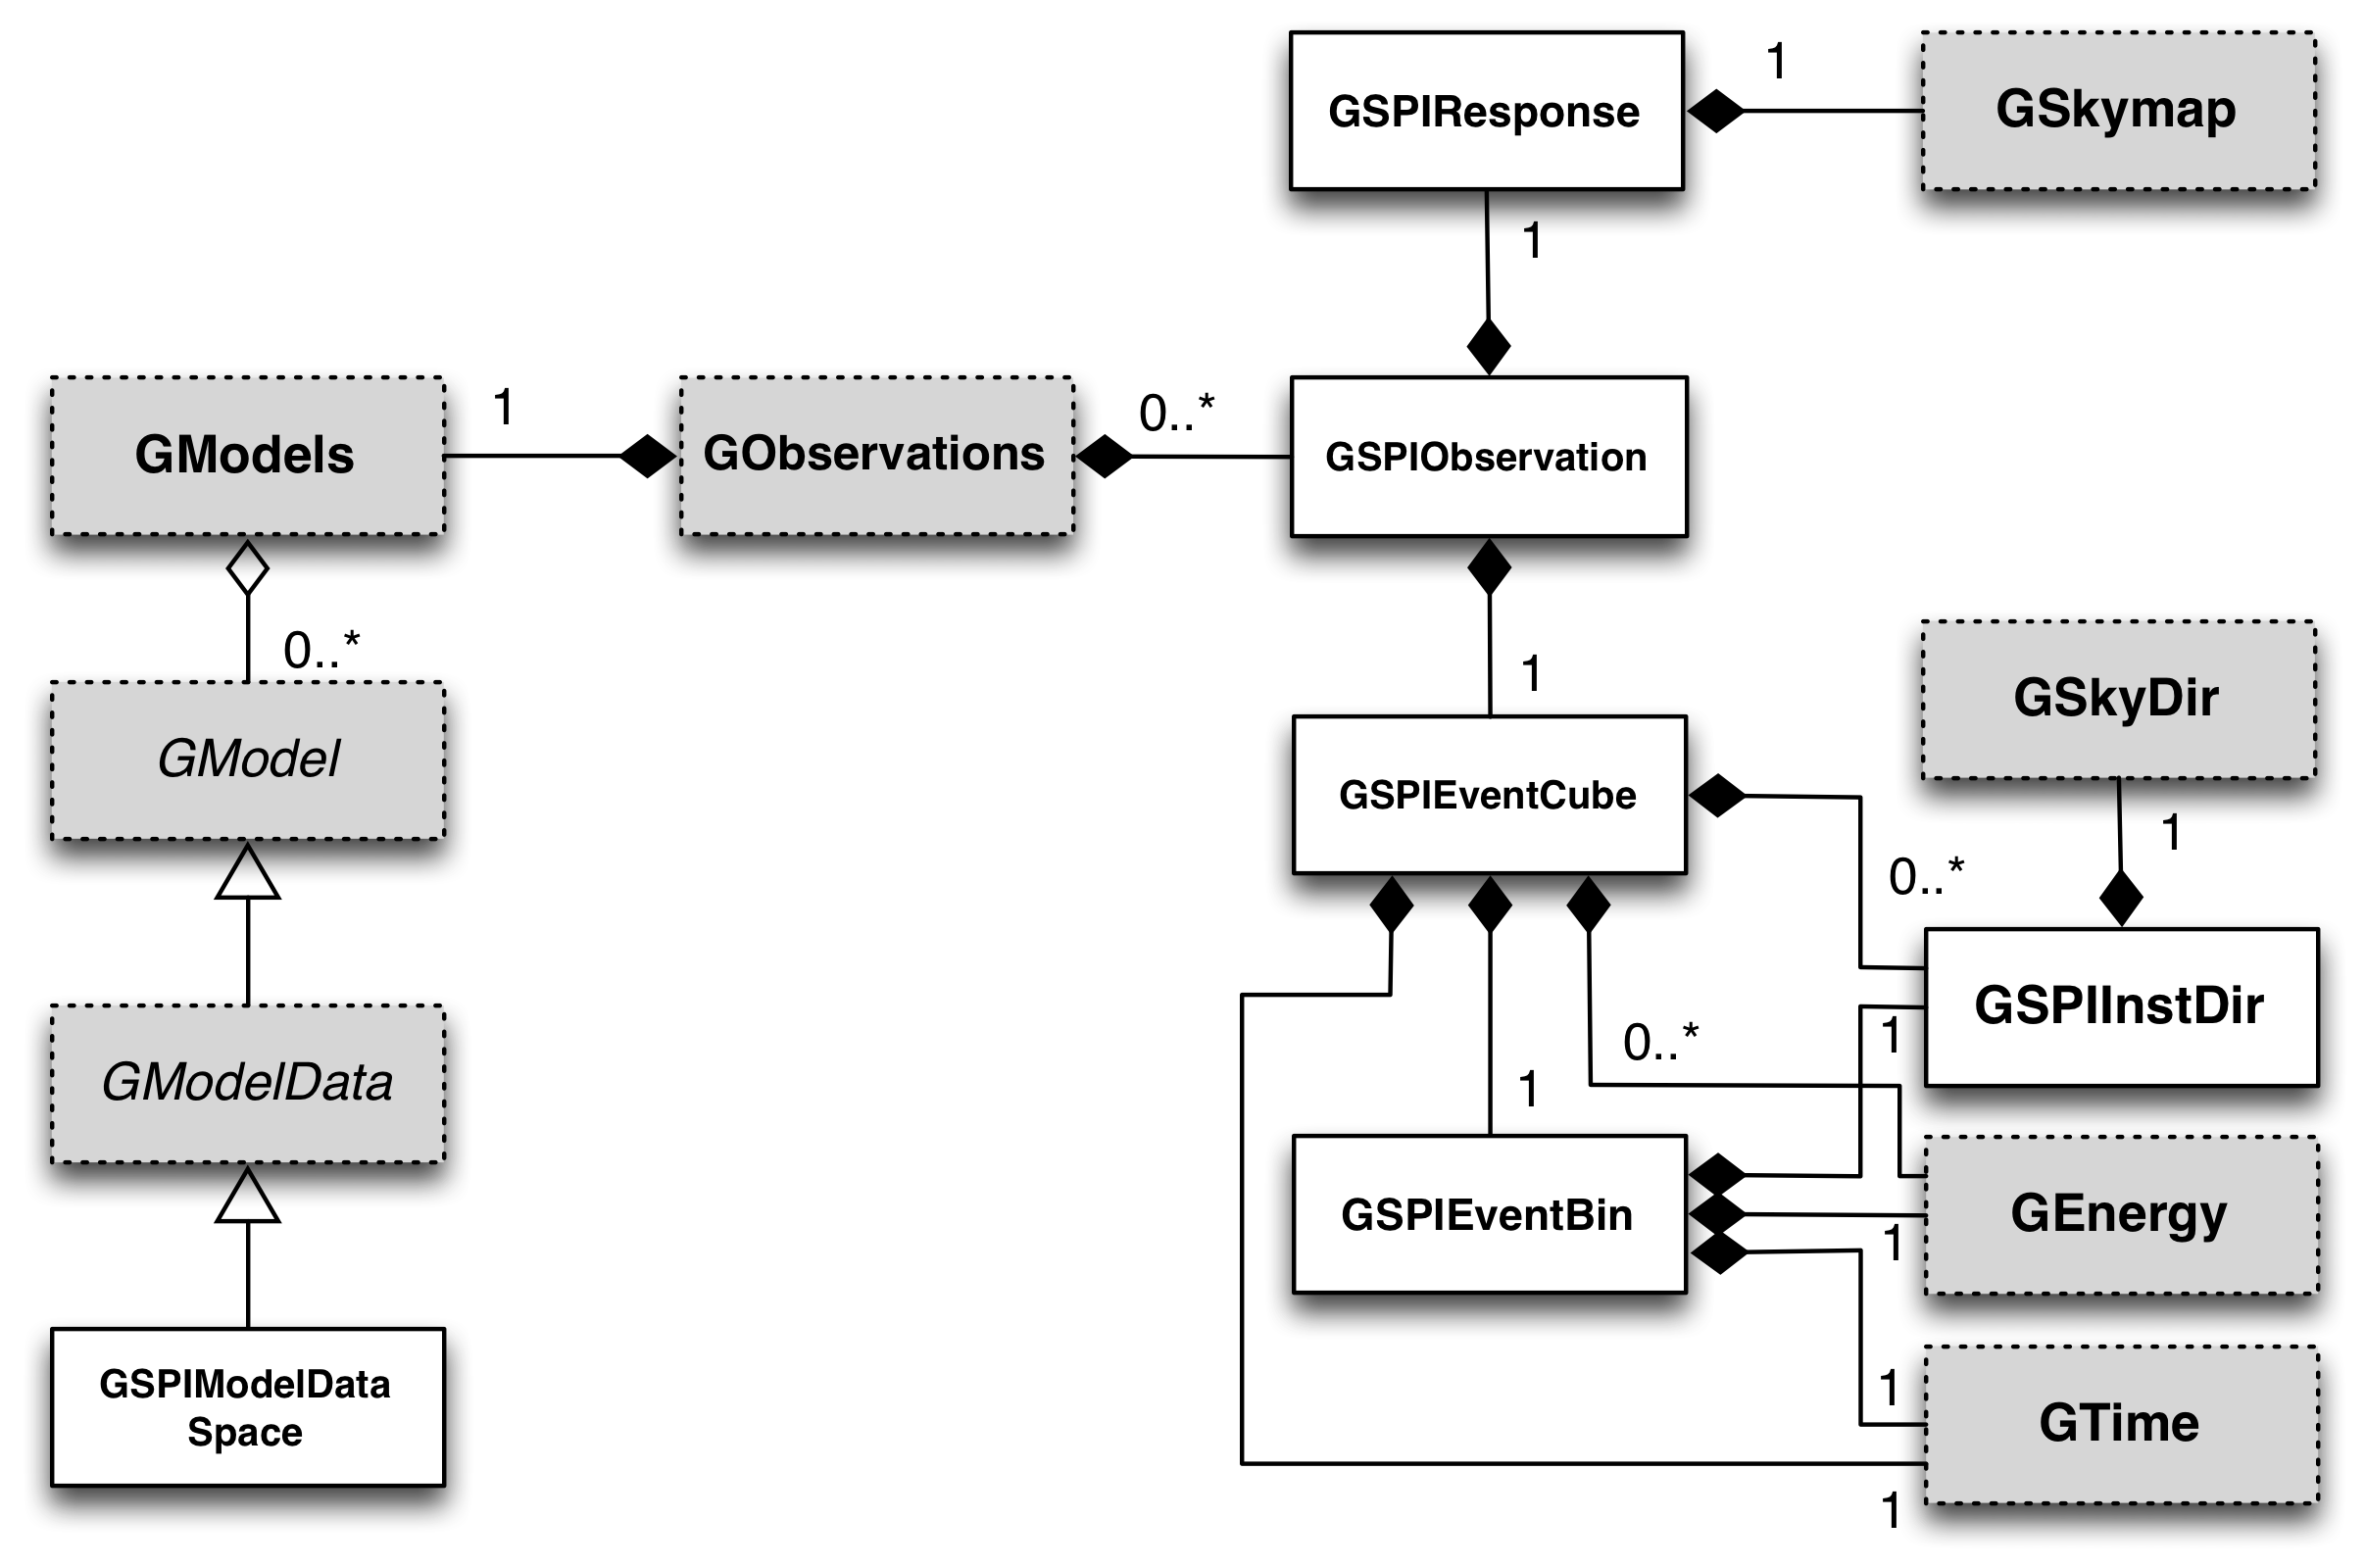 GSPIResponse
1
GSkymap
1
GModels
1
GObservations
0..*
GSPIObservation
0..*
1
GModel
GSPIEventCube
GSkyDir
1
0..*
GModelData
0..*
1
GSPIInstDir
1
GSPIEventBin
GEnergy
1
GSPIModelData
Space
1
GTime
1